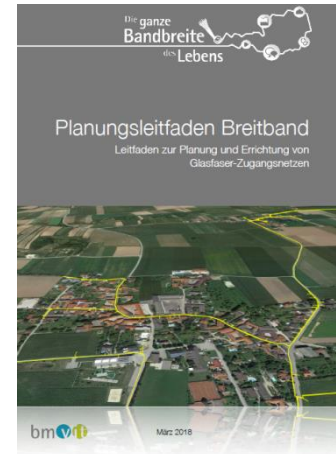 Die ganze
Bandbreite
des Lebens
Planungsleitfaden Breitband
Leitfaden zur Planung und Errichtung von
Glasfaser-Zugangsnetzen
bmvit
März 2018